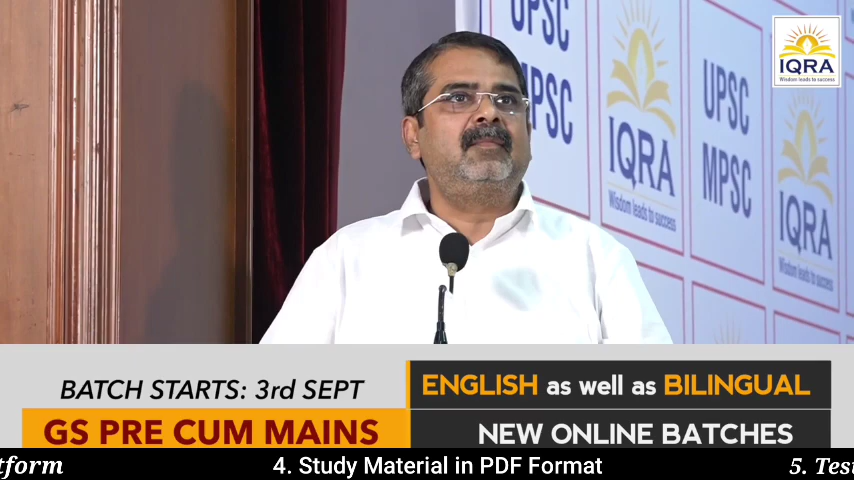 UPSC
MPSC
IQRA
Wisdom leads to success
UPSC
MPSC
IQRA
Wisdom leads to success
IQRA
Wisdom leads to success
BATCH STARTS: 3rd SEPT
GS PRE CUM MAINS
ENGLISH as well as BILINGUAL
NEW ONLINE BATCHES
4. Study Material in PDF Format
5.